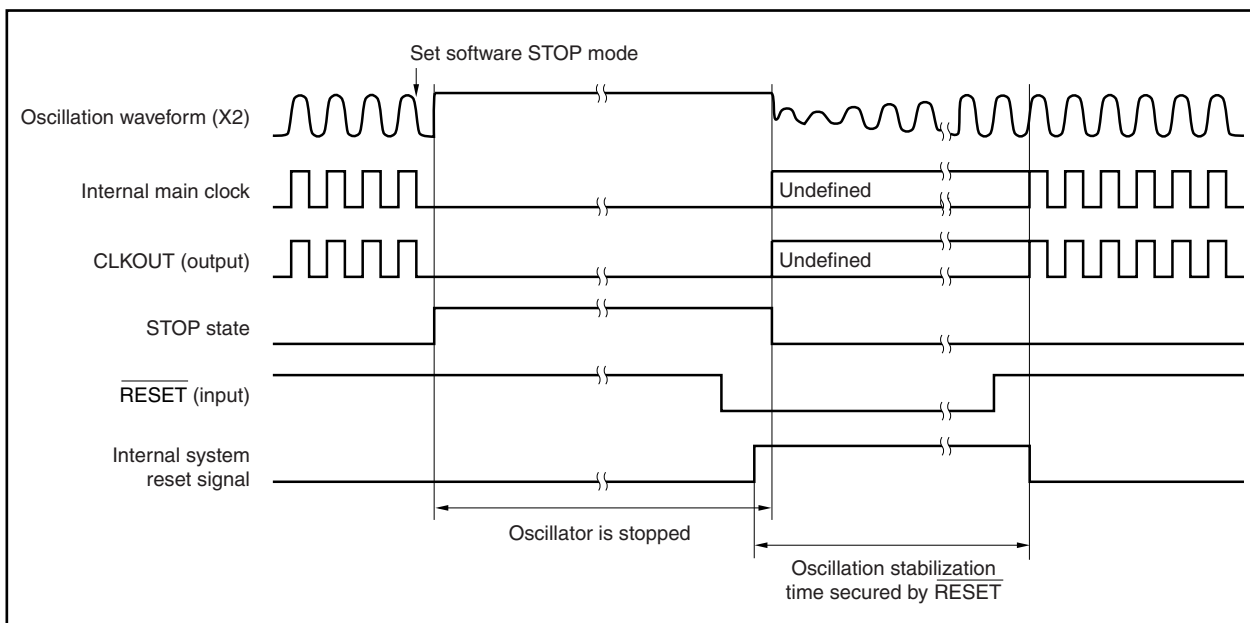 Set software STOP mode
Oscillation waveform (X2)
Internal main clock
Undefined
CLKOUT (output)
Undefined
STOP state
RESET (input)
Internal system
reset signal
Oscillator is stopped
Oscillation stabilization
time secured by RESET